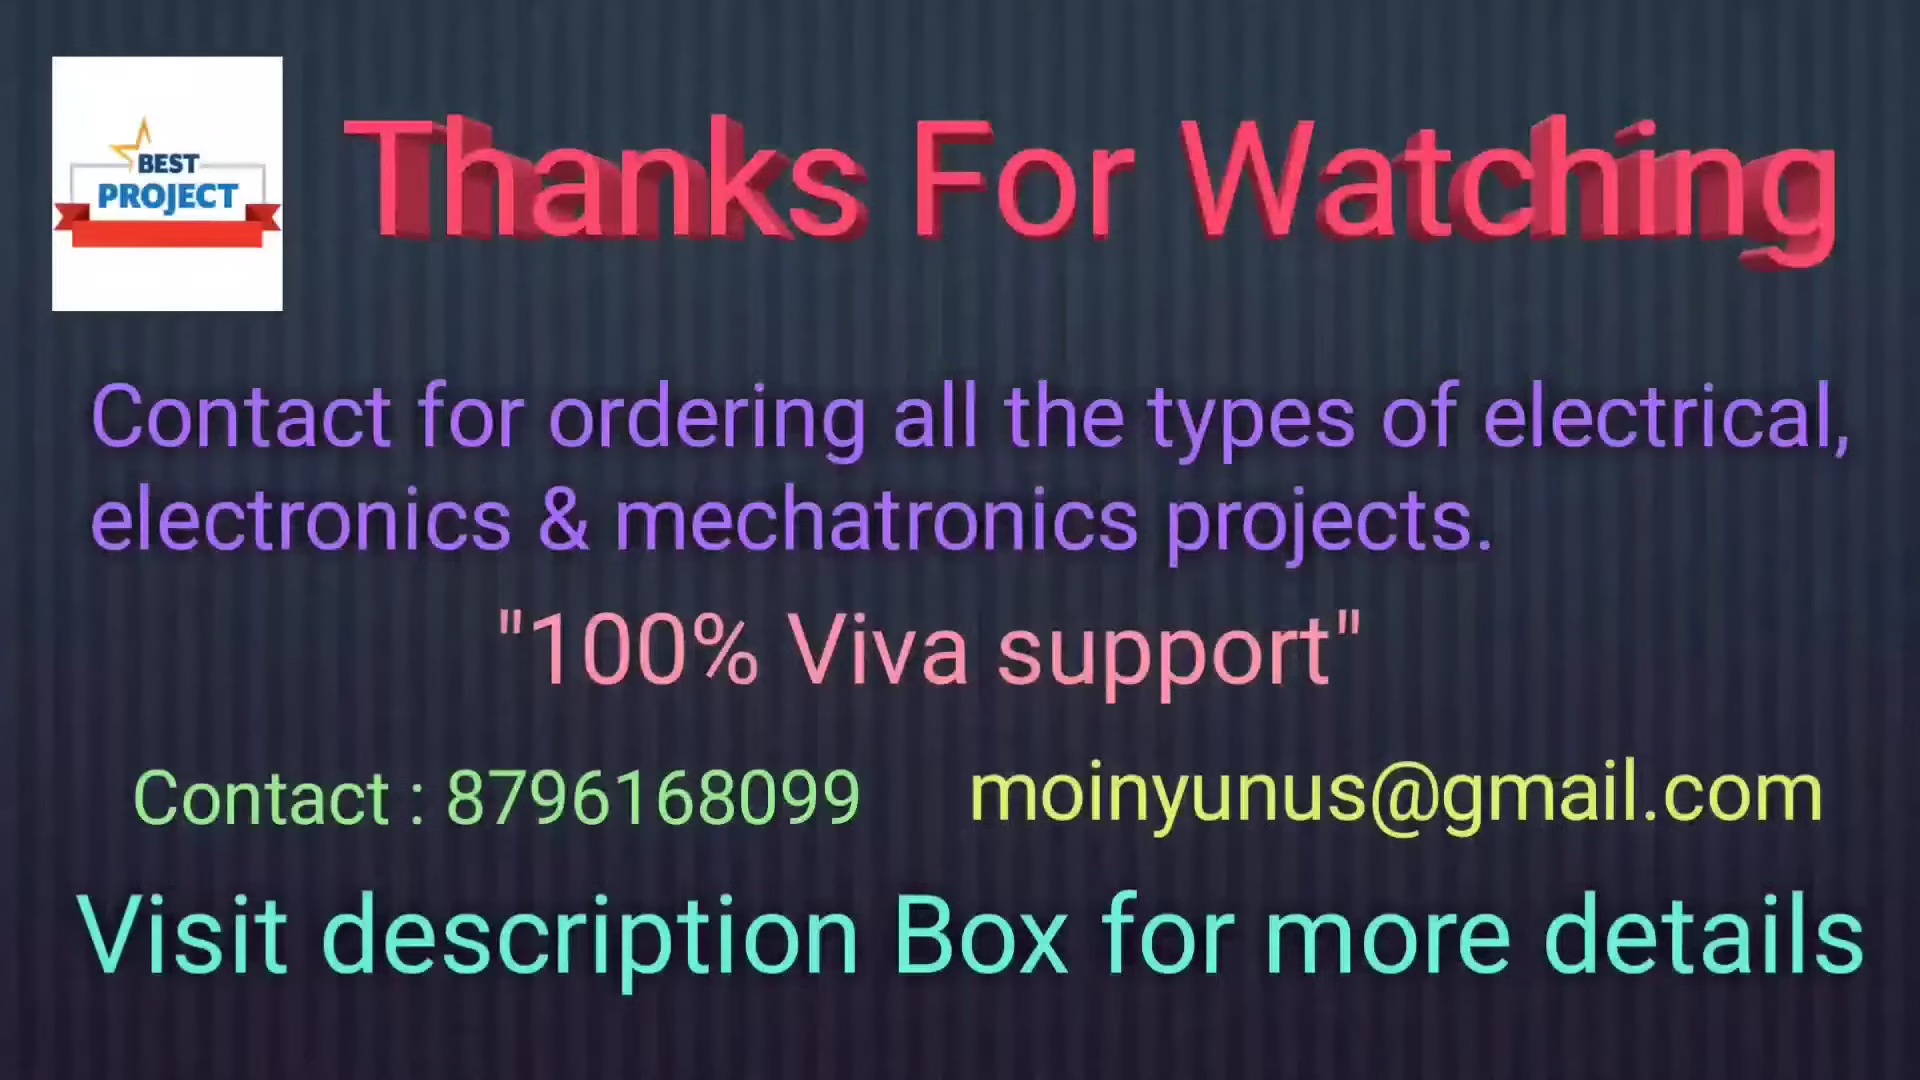 BEST
PROJECT
Thanks For Watching
Contact for ordering all the types of electrical,
electronics & mechatronics projects.
"100% Viva support"
Contact : 8796168099
moinyunus@gmail.com
Visit description Box for more details